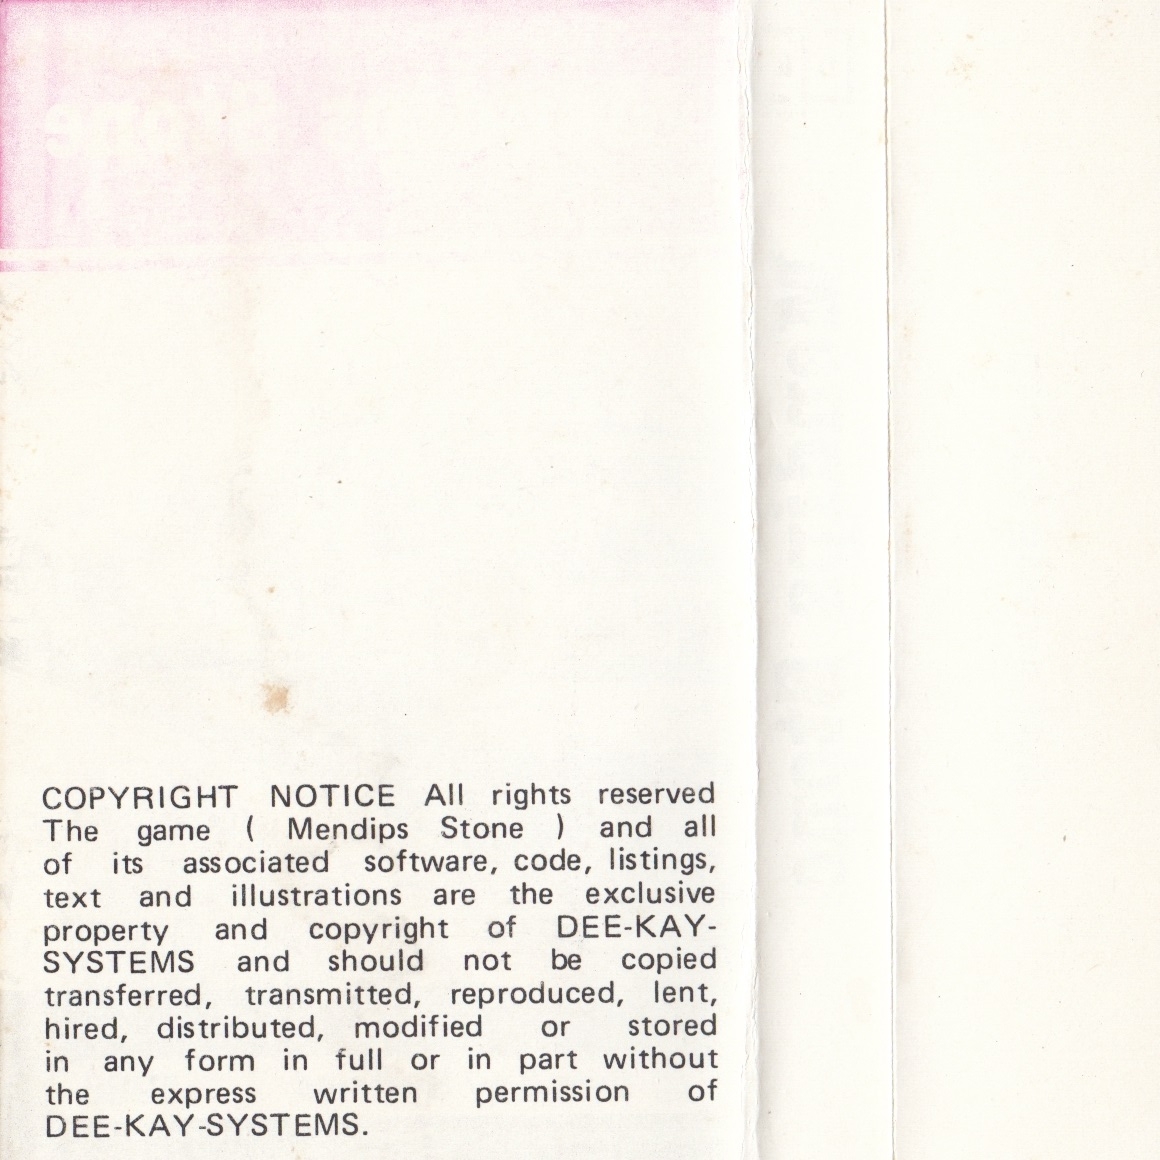 COPYRIGHT NOTICE All rights reserved
The game ( Mendips Stone ) and all
of its associated software, code, listings,
text and illustrations are the exclusive
property and copyright of DEE-KAY-
SYSTEMS and should not be copied
transferred, transmitted, reproduced, lent,
hired, distributed, modified or stored
in any form in full or in part without
the express written permission of
DEE-KAY-SYSTEMS.